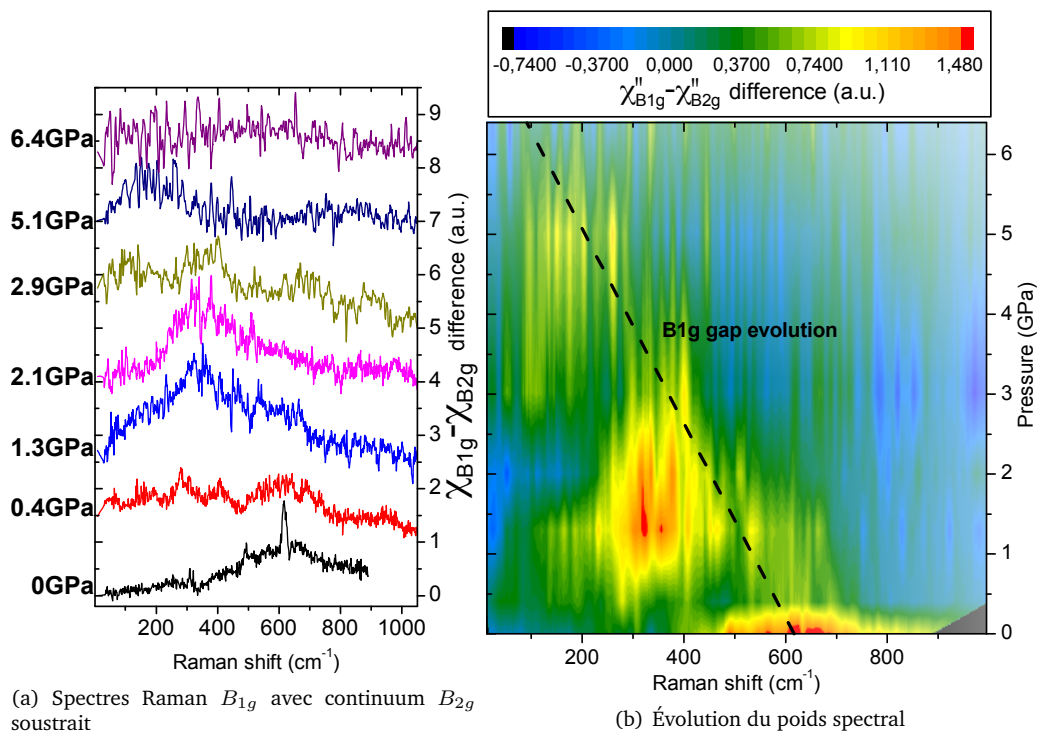 6.4GPa
5.1GPa
2.9GPa
2.1GPa
1.3GPa
0.4GPa
0GPa
9
8
7
6
5
4
3
2
1
0
χB1g-χB2g difference (a.u.)
200 400 600 800 1000
Raman shift (cm-1)
(a) Spectres Raman B1g avec continuum B2g
soustrait
-0,7400 -0,3700 0,000 0,3700 0,7400 1,110 1,480
χ"B1g-χ"B2g difference (a.u.)
B1g gap evolution
6
5
4
3
2
1
0
Pressure (GPa)
200 400 600 800
Raman shift (cm-1)
(b) Évolution du poids spectral